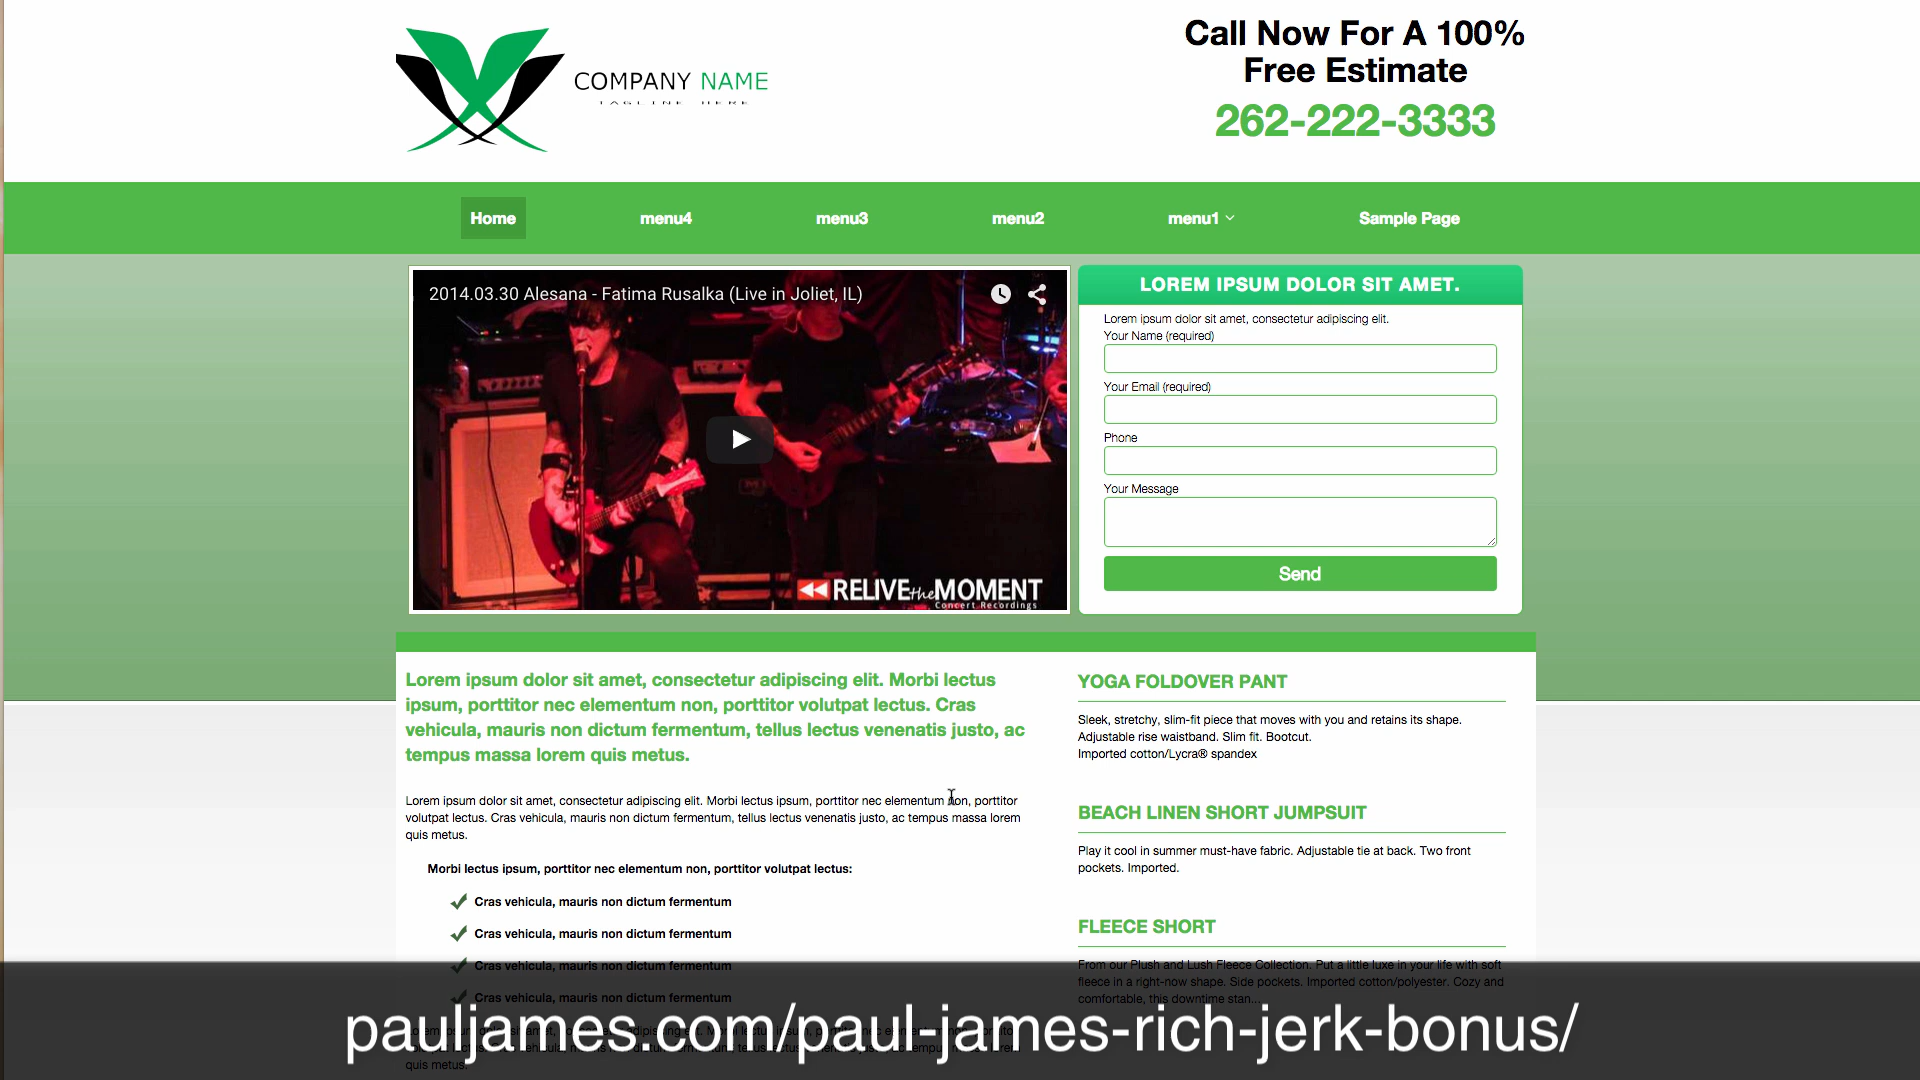 COMPANY NAME
TAGLINE HERE
Call Now For A 100%
Free Estimate
262-222-3333
Home
menu4
menu3
menu2
menu1
Sample Page
2014.03.30 Alesana - Fatima Rusalka (Live in Joliet, IL)
RELIVE the MOMENT
Concert Recordings
LOREM IPSUM DOLOR SIT AMET.
Lorem ipsum dolor sit amet, consectetur adipiscing elit.
Your Name (required)
Your Email (required)
Phone
Your Message
Send
Lorem ipsum dolor sit amet, consectetur adipiscing elit. Morbi lectus
ipsum, porttitor nec elementum non, porttitor volutpat lectus. Cras
vehicula, mauris non dictum fermentum, tellus lectus venenatis justo, ac
tempus massa lorem quis metus.
Lorem ipsum dolor sit amet, consectetur adipiscing elit. Morbi lectus ipsum, porttitor nec elementum non, porttitor
volutpat lectus. Cras vehicula, mauris non dictum fermentum, tellus lectus venenatis justo, ac tempus massa lorem
quis metus.
Morbi lectus ipsum, porttitor nec elementum non, porttitor volutpat lectus:
Cras vehicula, mauris non dictum fermentum
Cras vehicula, mauris non dictum fermentum
Cras vehicula, mauris non dictum fermentum
Cras vehicula, mauris non dictum fermentum
quis metus.
YOGA FOLDOVER PANT
Sleek, stretchy, slim-fit piece that moves with you and retains its shape.
Adjustable rise waistband. Slim fit. Bootcut.
Imported cotton/Lycra® spandex
BEACH LINEN SHORT JUMPSUIT
Play it cool in summer must-have fabric. Adjustable tie at back. Two front
pockets. Imported.
FLEECE SHORT
From our Plush and Lush Fleece Collection. Put a little luxe in your life with soft
fleece in a right-now shape. Side pockets. Imported cotton/polyester. Cozy and
comfortable, this downtime stan...
pauljames.com/paul-james-rich-jerk-bonus/